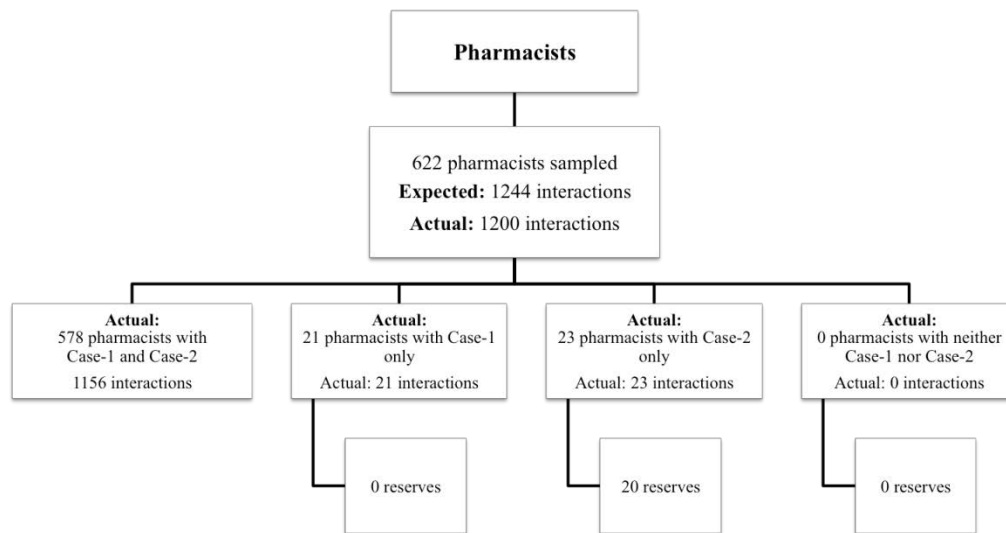 Pharmacists
622 pharmacists sampled
Expected: 1244 interactions
Actual: 1200 interactions
Actual:
578 pharmacists with
Case-1 and Case-2
1156 interactions
Actual:
21 pharmacists with Case-1
only
Actual: 21 interactions
Actual:
23 pharmacists with Case-2
only
Actual: 23 interactions
Actual:
0 pharmacists with neither
Case-1 nor Case-2
Actual: 0 interactions
0 reserves
20 reserves
0 reserves